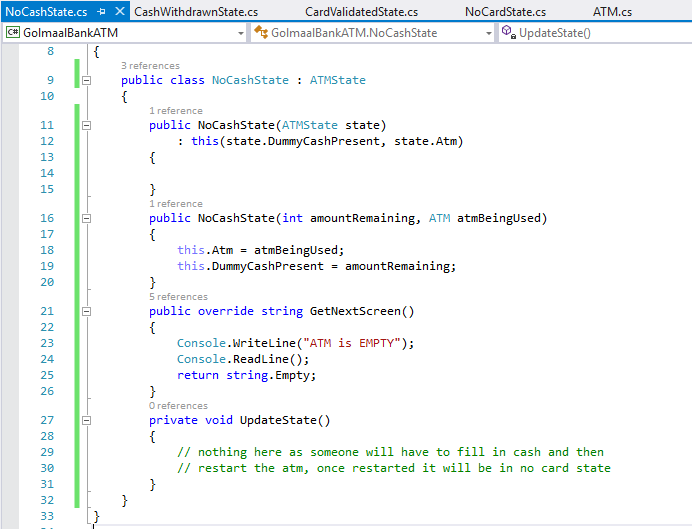 NoCashState.cs CashWithdrawnState.cs CardValidatedState.cs NoCardState.cs ATM.cs
C# GolmaalBankATM GolmaalBankATM.NoCashState UpdateState()
8 {
3 references
9 public class NoCashState : ATMState
10 {
1 reference
11 public NoCashState(ATMState state)
12 : this(state.DummyCashPresent, state.Atm)
13 {
14
15 }
1 reference
16 public NoCashState(int amountRemaining, ATM atmBeingUsed)
17 {
18 this.Atm = atmBeingUsed;
19 this.DummyCashPresent = amountRemaining;
20 }
5 references
21 public override string GetNextScreen()
22 {
23 Console.WriteLine("ATM is EMPTY");
24 Console.ReadLine();
25 return string.Empty;
26 }
0 references
27 private void UpdateState()
28 {
29 // nothing here as someone will have to fill in cash and then
30 // restart the atm, once restarted it will be in no card state
31 }
32 }
33 }